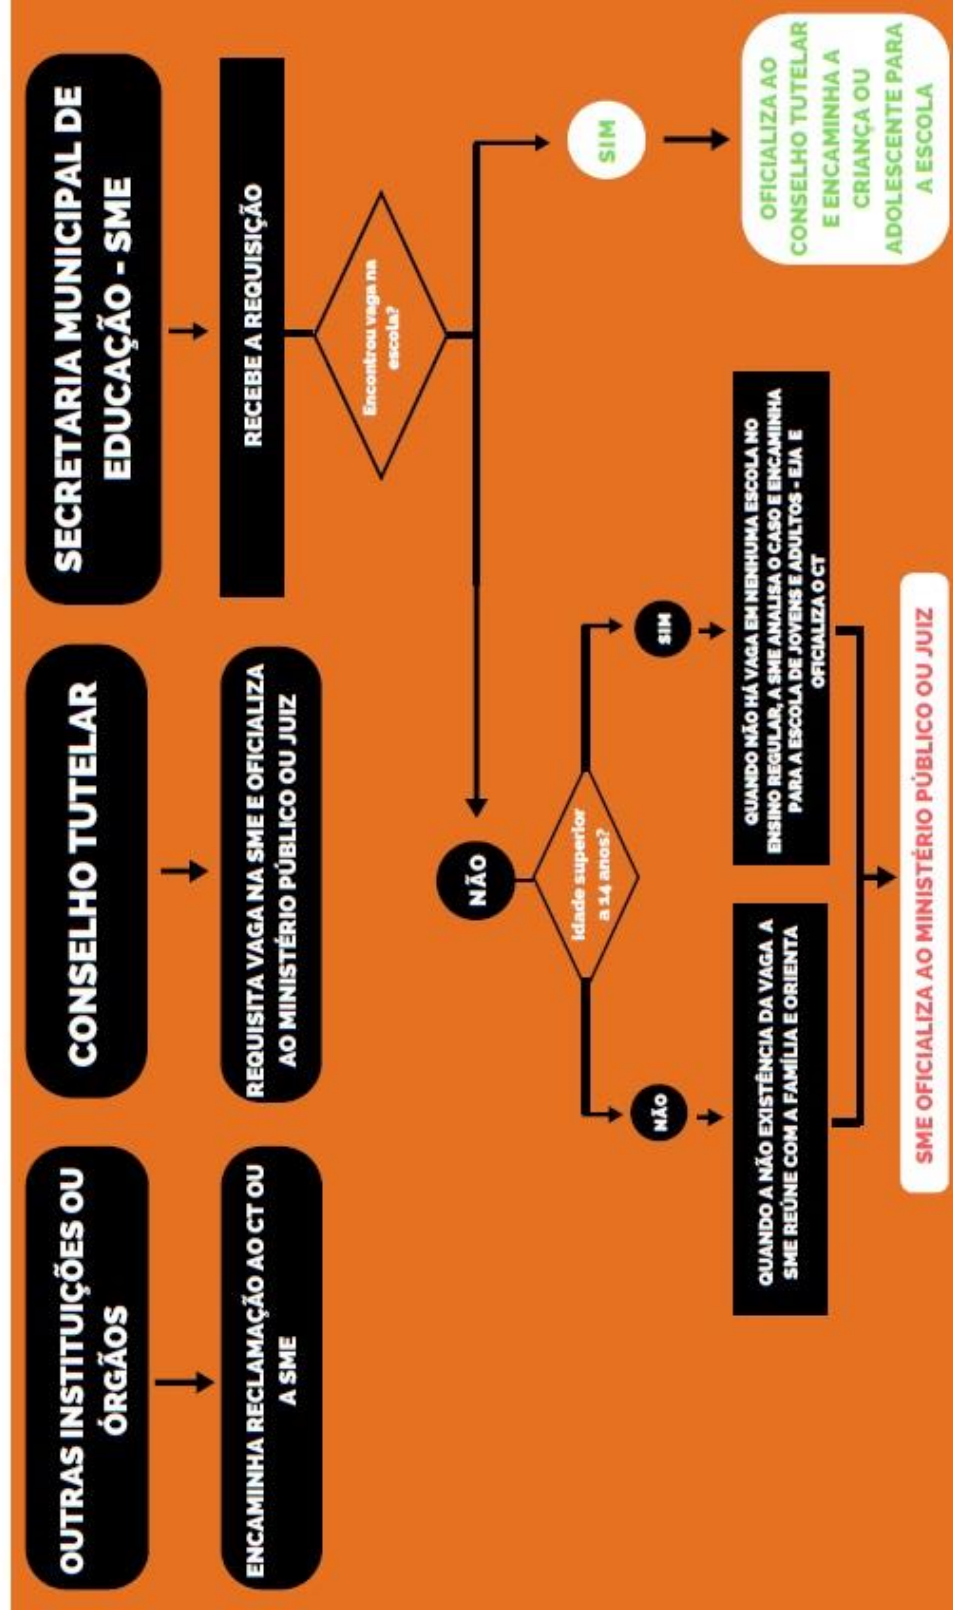 OUTRAS INSTITUIÇÕES OU
ÓRGÃOS
ENCAMINHA RECLAMAÇÃO AO CT OU
A SME
CONSELHO TUTELAR
REQUISITA VAGA NA SME E OFICIALIZA
AO MINISTÉRIO PÚBLICO OU JUIZ
SECRETARIA MUNICIPAL DE
EDUCAÇÃO - SME
RECEBE A REQUISIÇÃO
Encontrou vaga na
escola?
NÃO
SIM
OFICIALIZA AO
CONSELHO TUTELAR
E ENCAMINHA A
CRIANÇA OU
ADOLESCENTE PARA
A ESCOLA
idade superior
a 14 anos?
NÃO
SIM
QUANDO A NÃO EXISTÊNCIA DA VAGA A
SME REÚNE COM A FAMÍLIA E ORIENTA
QUANDO NÃO HÁ VAGA EM NENHUMA ESCOLA NO
ENSINO REGULAR, A SME ANALISA O CASO E ENCAMINHA
PARA A ESCOLA DE JOVENS E ADULTOS - EJA E
OFICIALIZA O CT
SME OFICIALIZA AO MINISTÉRIO PÚBLICO OU JUIZ